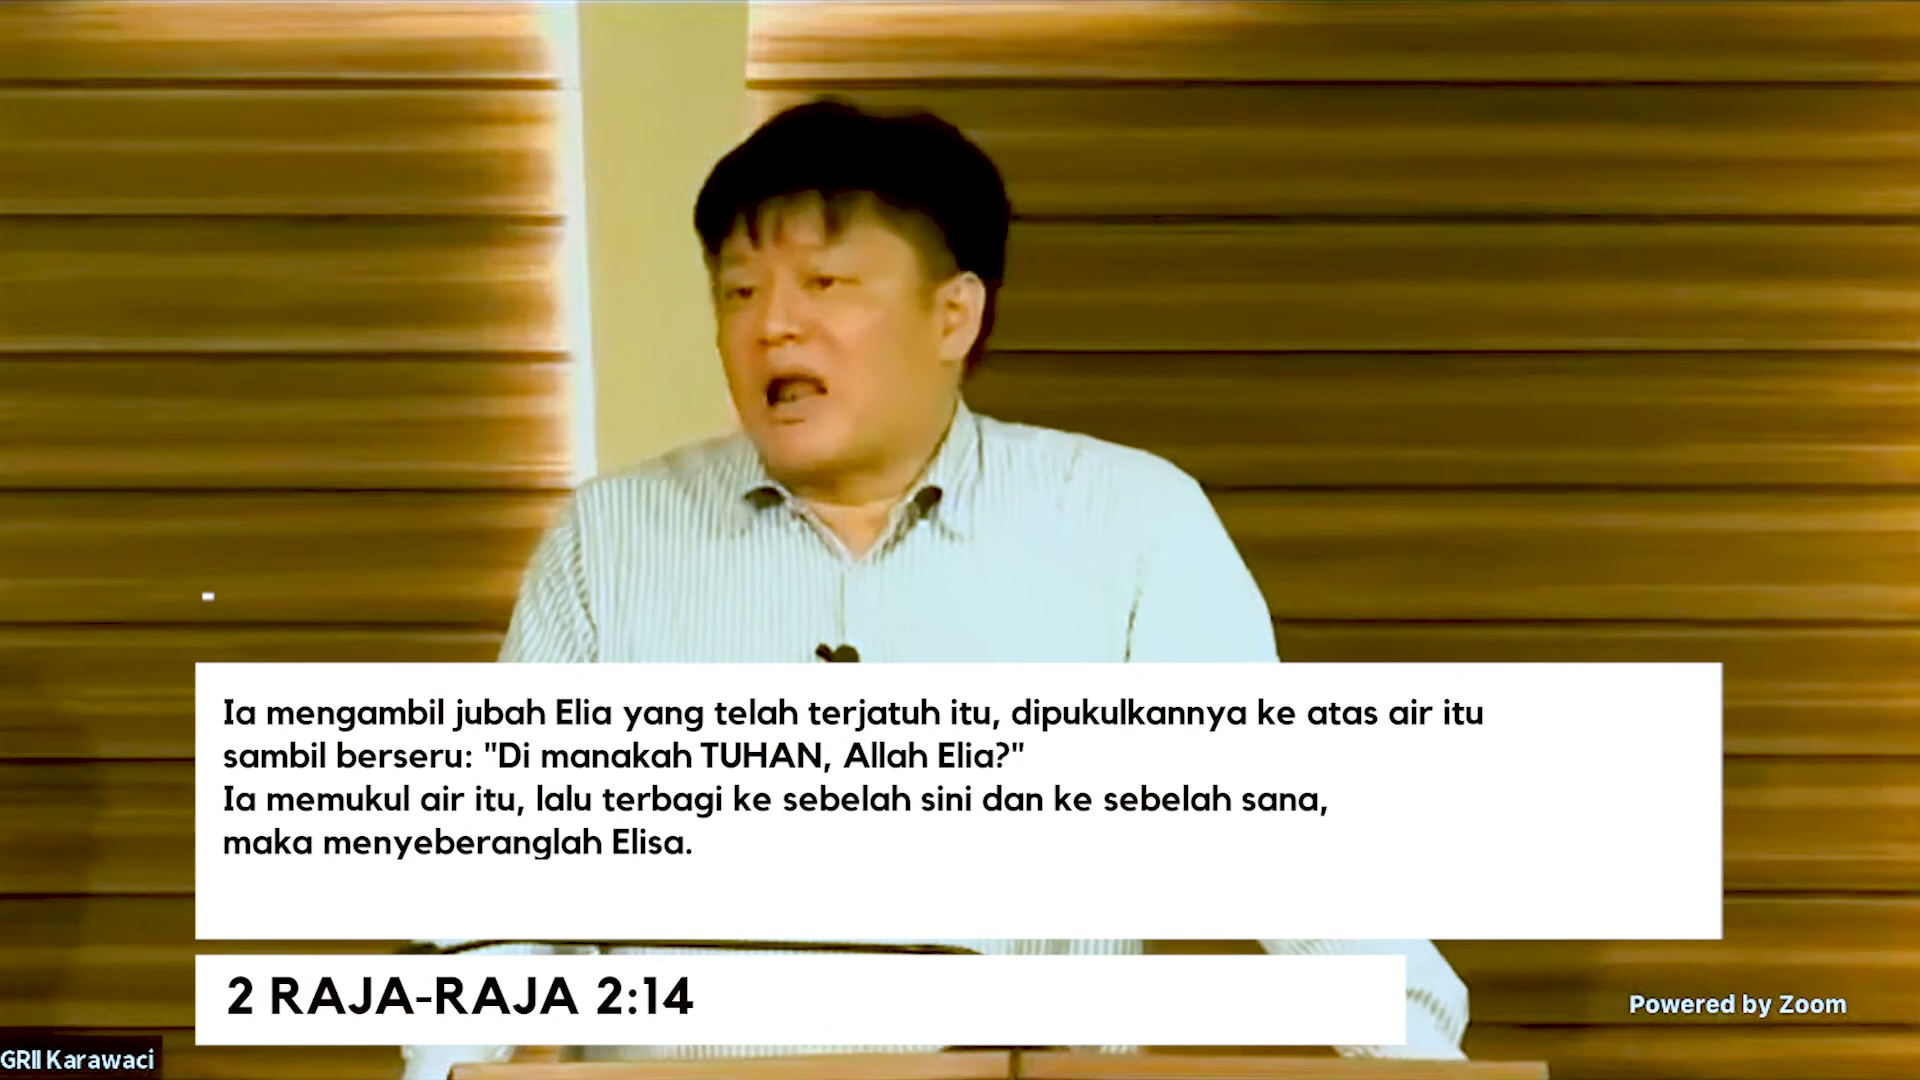 Ia mengambil jubah Elia yang telah terjatuh itu, dipukulkannya ke atas air itu
sambil berseru: "Di manakah TUHAN, Allah Elia?"
Ia memukul air itu, lalu terbagi ke sebelah sini dan ke sebelah sana,
maka menyeberanglah Elisa.
2 RAJA-RAJA 2:14
Powered by Zoom
GRII Karawaci